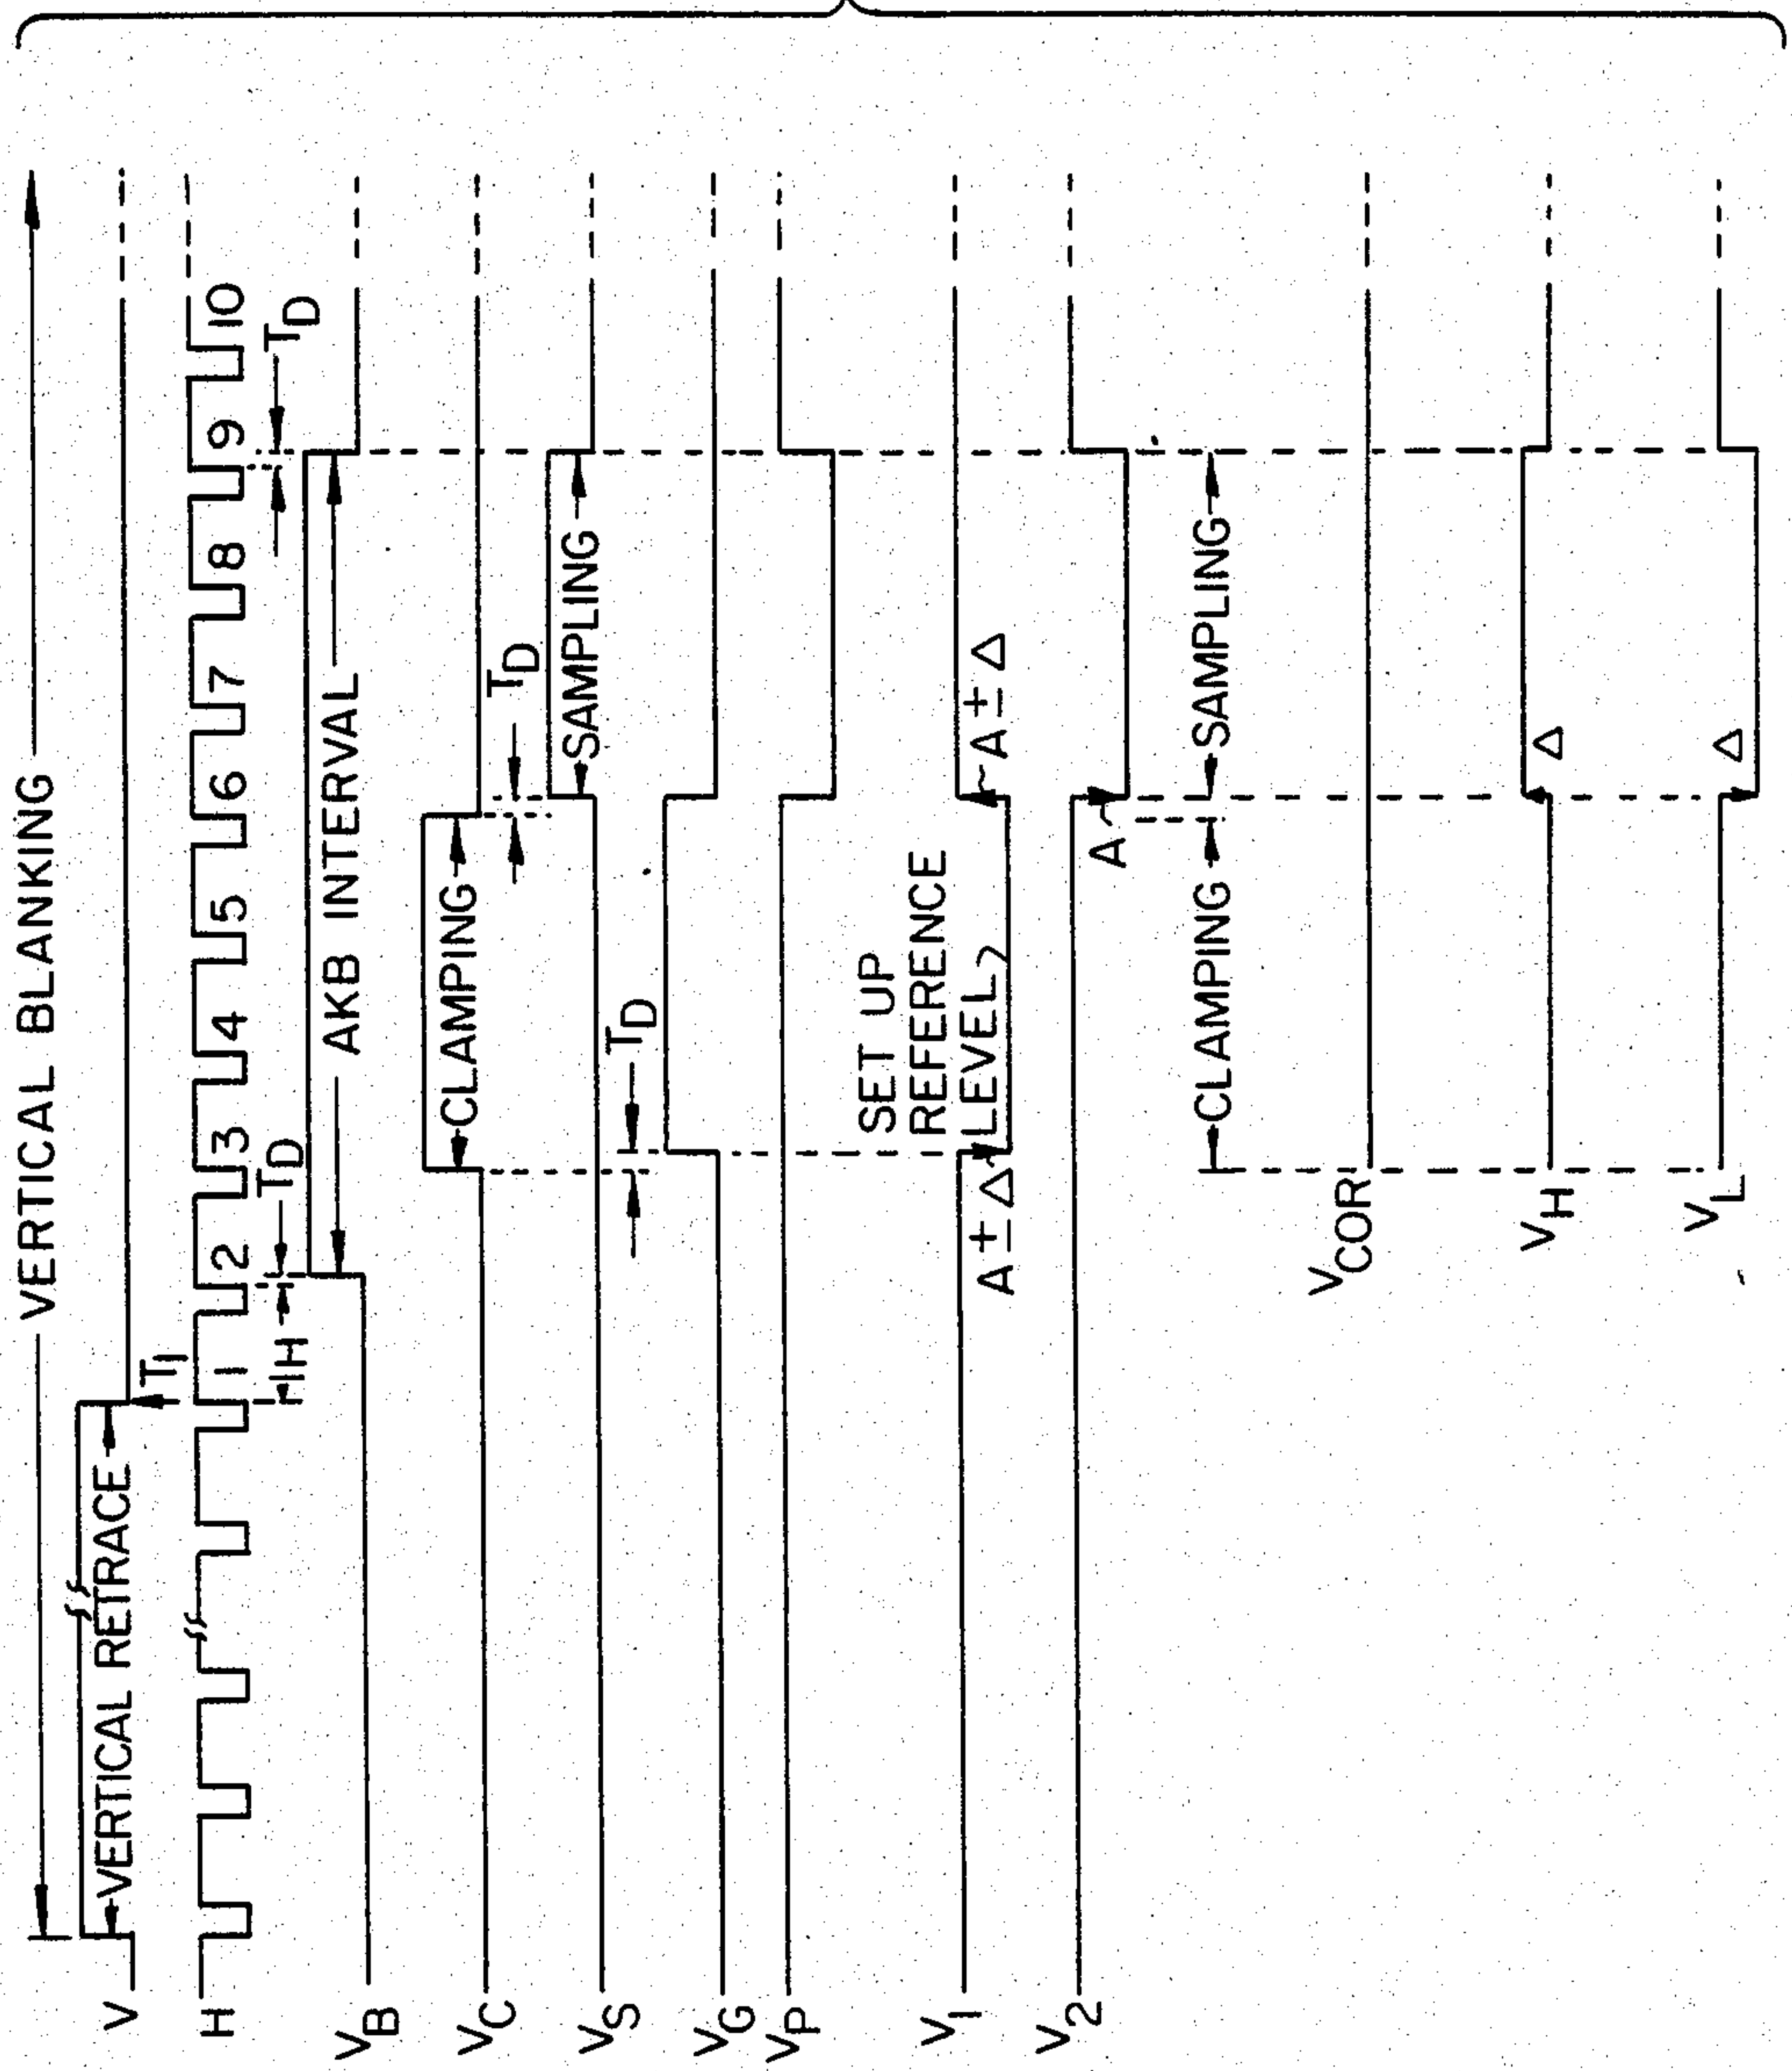 VERTICAL BLANKING
V
VERTICAL RETRACE
T1
H
1 2 3 4 5 6 7 8 9 10
1H
TD
TD
VB
AKB INTERVAL
VC
CLAMPING
TD
VS
SAMPLING
TD
VG
VP
SET UP
REFERENCE
LEVEL
V1
A±Δ
A±Δ
V2
A
CLAMPING
SAMPLING
VCOR
VH
Δ
VL
Δ